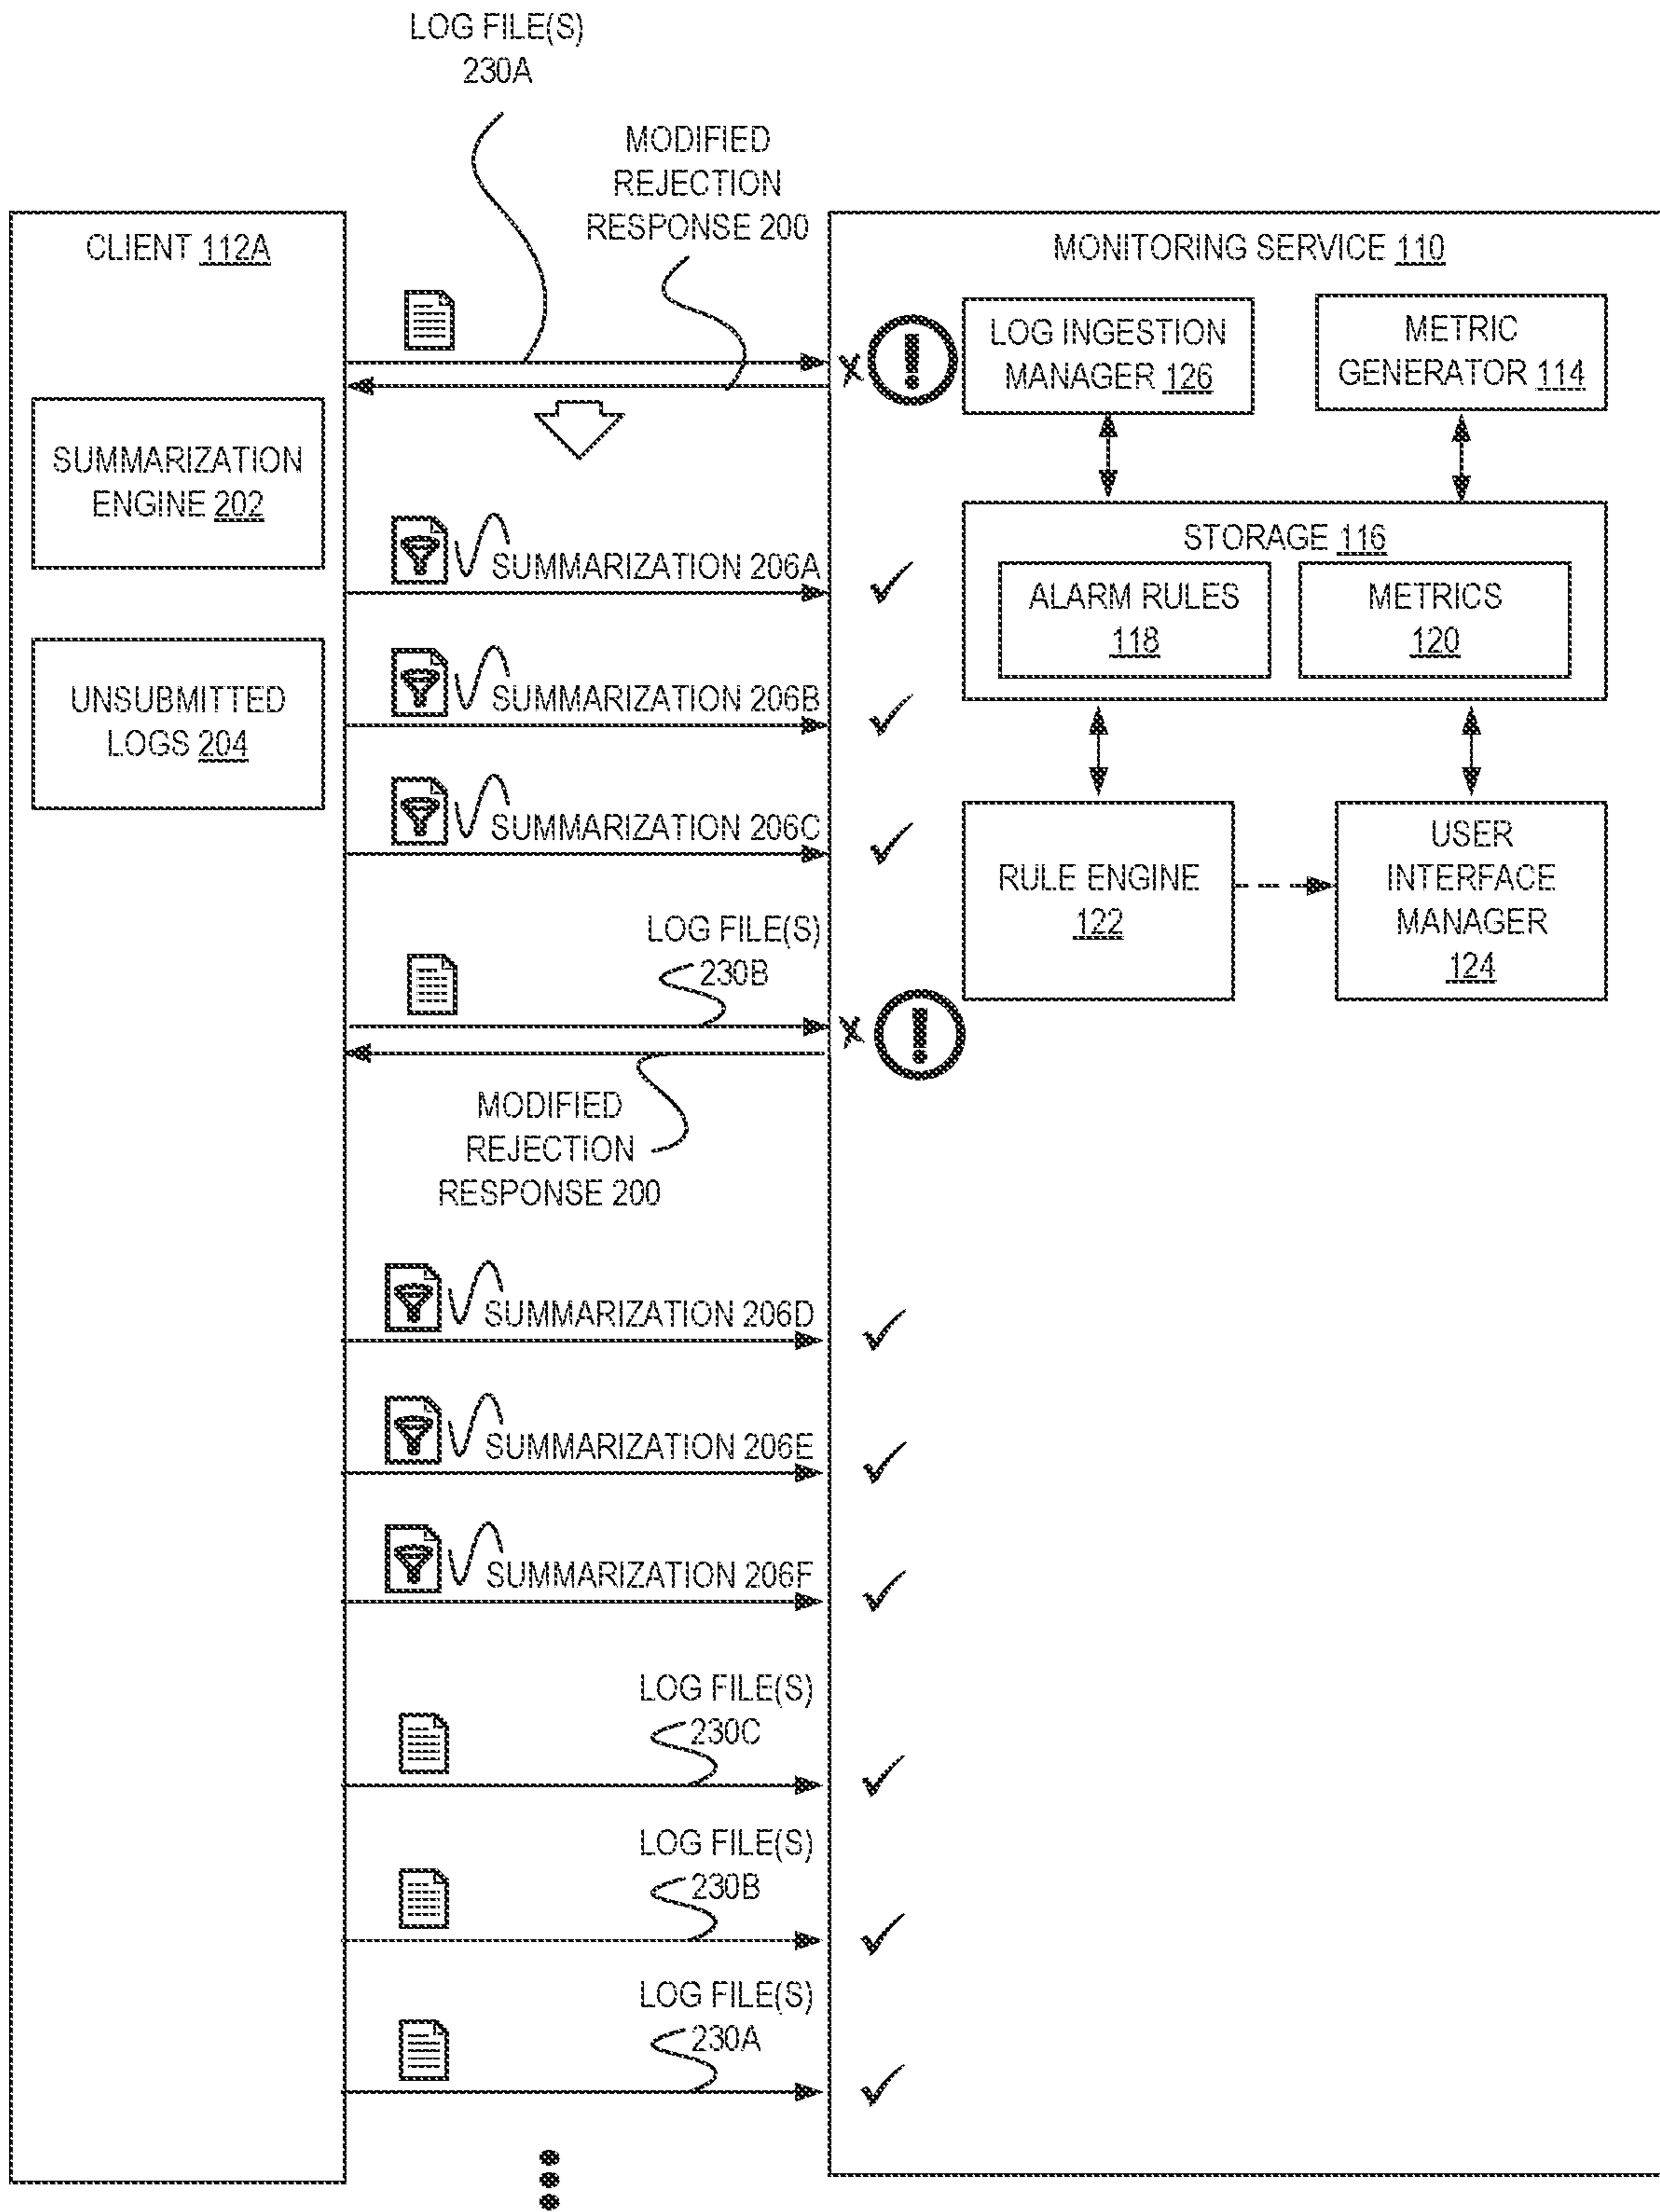 LOG FILE(S)
230A
MODIFIED
REJECTION
RESPONSE 200
CLIENT 112A
MONITORING SERVICE 110
LOG INGESTION
MANAGER 126
METRIC
GENERATOR 114
SUMMARIZATION
ENGINE 202
STORAGE 116
SUMMARIZATION 206A
ALARM RULES
118
METRICS
120
UNSUBMITTED
LOGS 204
SUMMARIZATION 206B
SUMMARIZATION 206C
RULE ENGINE
122
USER
INTERFACE
MANAGER
124
LOG FILE(S)
230B
MODIFIED
REJECTION
RESPONSE 200
SUMMARIZATION 206D
SUMMARIZATION 206E
SUMMARIZATION 206F
LOG FILE(S)
230C
LOG FILE(S)
230B
LOG FILE(S)
230A